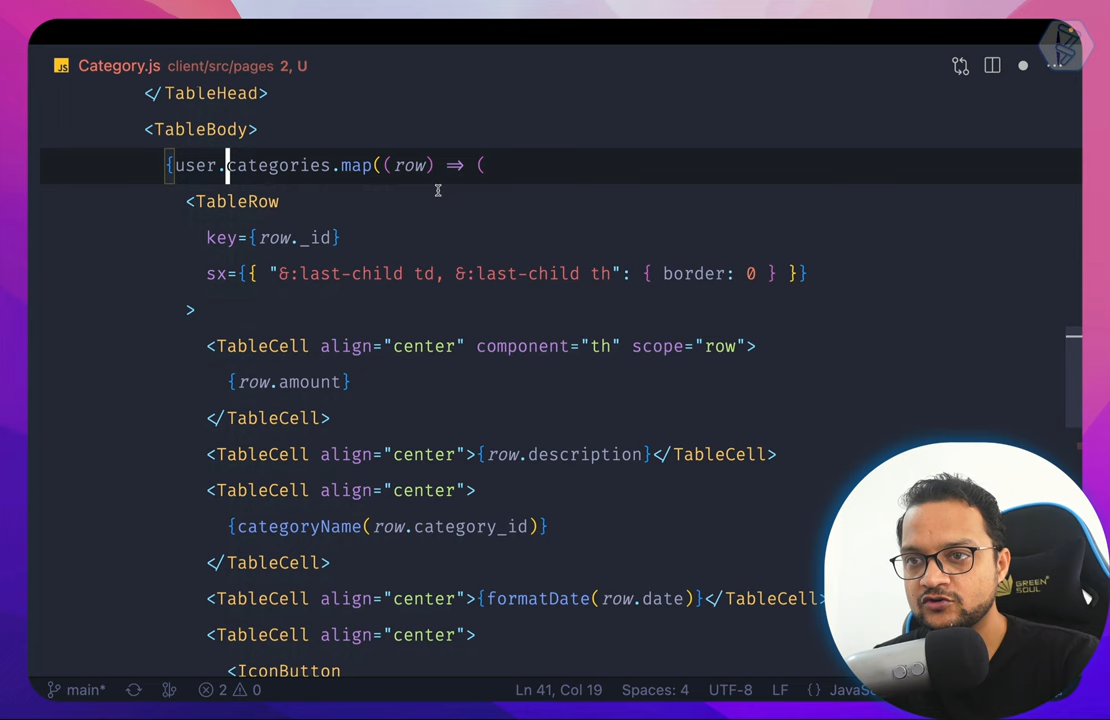 Category.js client/src/pages 2, U
</TableHead>
<TableBody>
{user.categories.map((row) => (
<TableRow
key={row._id}
sx={{ "&:last-child td, &:last-child th": { border: 0 } }}
>
<TableCell align="center" component="th" scope="row">
{row.amount}
</TableCell>
<TableCell align="center">{row.description}</TableCell>
<TableCell align="center">
{categoryName(row.category_id)}
</TableCell>
<TableCell align="center">{formatDate(row.date)}</TableCell>
<TableCell align="center">
<IconButton
main* 2 0 Ln 41, Col 19 Spaces: 4 UTF-8 LF {}
GREEN
SOUL